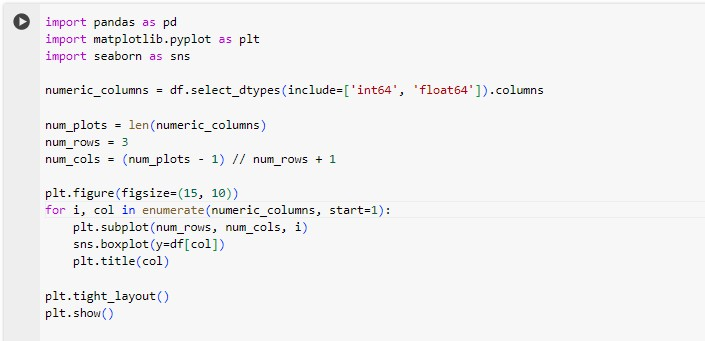 import pandas as pd
import matplotlib.pyplot as plt
import seaborn as sns
numeric_columns = df.select_dtypes(include=['int64', 'float64']).columns
num_plots = len(numeric_columns)
num_rows = 3
num_cols = (num_plots - 1) // num_rows + 1
plt.figure(figsize=(15, 10))
for i, col in enumerate(numeric_columns, start=1):
    plt.subplot(num_rows, num_cols, i)
    sns.boxplot(y=df[col])
    plt.title(col)
plt.tight_layout()
plt.show()